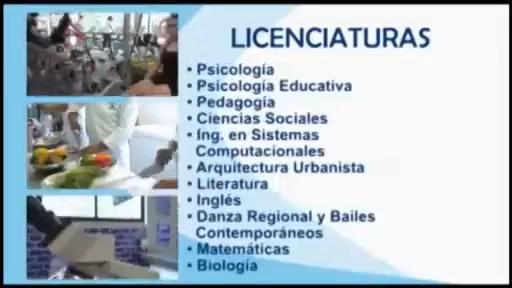 LICENCIATURAS
• Psicología
• Psicología Educativa
• Pedagogía
• Ciencias Sociales
• Ing. en Sistemas
Computacionales
• Arquitectura Urbanista
• Literatura
• Inglés
• Danza Regional y Bailes
Contemporáneos
• Matemáticas
• Biología